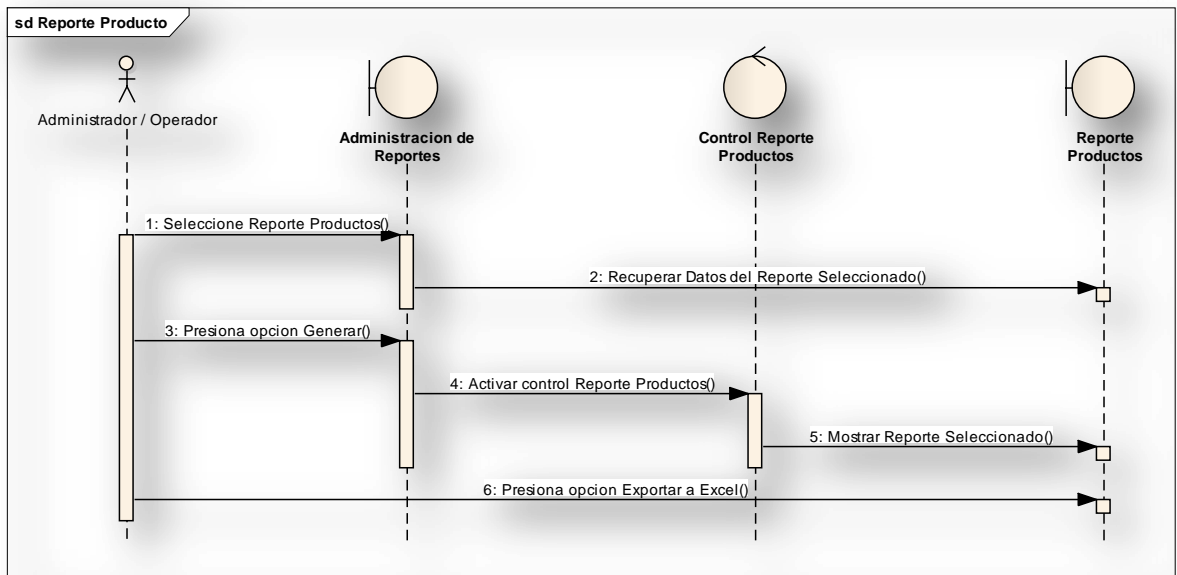 sd Reporte Producto
Administrador / Operador
Administracion de
Reportes
Control Reporte
Productos
Reporte
Productos
1: Seleccione Reporte Productos()
2: Recuperar Datos del Reporte Seleccionado()
3: Presiona opcion Generar()
4: Activar control Reporte Productos()
5: Mostrar Reporte Seleccionado()
6: Presiona opcion Exportar a Excel()